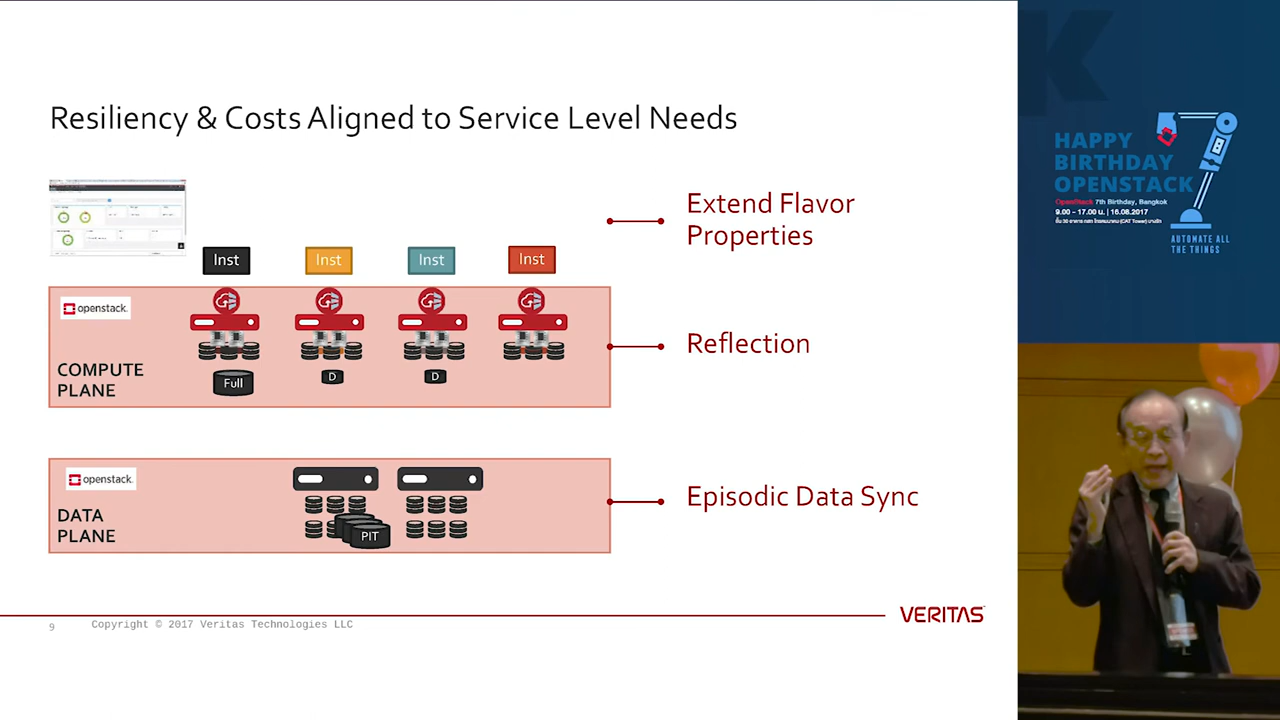 Resiliency & Costs Aligned to Service Level Needs
Extend Flavor
Properties
Inst
Inst
Inst
Inst
openstack.
COMPUTE
PLANE
Full
D
D
Reflection
openstack.
DATA
PLANE
PIT
Episodic Data Sync
9
Copyright © 2017 Veritas Technologies LLC
VERITAS
HAPPY
BIRTHDAY
OPENSTACK
7
OpenStack 7th Birthday, Bangkok
9.00 - 17.00 น. | 16.08.2017
AUTOMATE ALL
THE THINGS